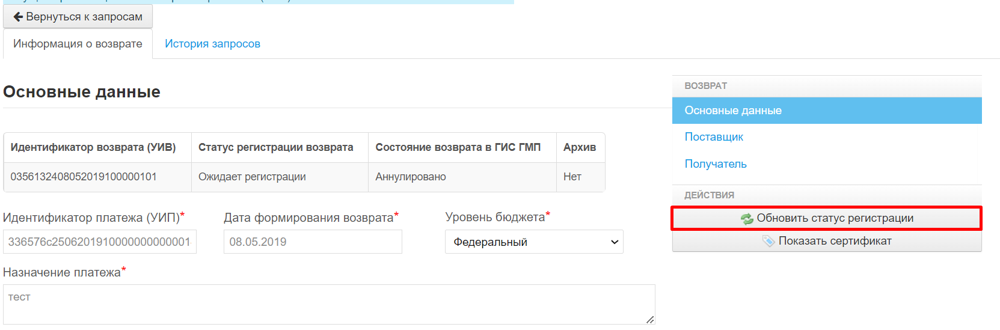 Вернуться к запросам
Информация о возврате
История запросов
Основные данные
Идентификатор возврата (УИВ)
Статус регистрации возврата
Состояние возврата в ГИС ГМП
Архив
0356132408052019100000101
Ожидает регистрации
Аннулировано
Нет
Идентификатор платежа (УИП)*
Дата формирования возврата*
Уровень бюджета*
336576c2506201910000000000001
08.05.2019
Федеральный
Назначение платежа*
тест
ВОЗВРАТ
Основные данные
Поставщик
Получатель
ДЕЙСТВИЯ
Обновить статус регистрации
Показать сертификат